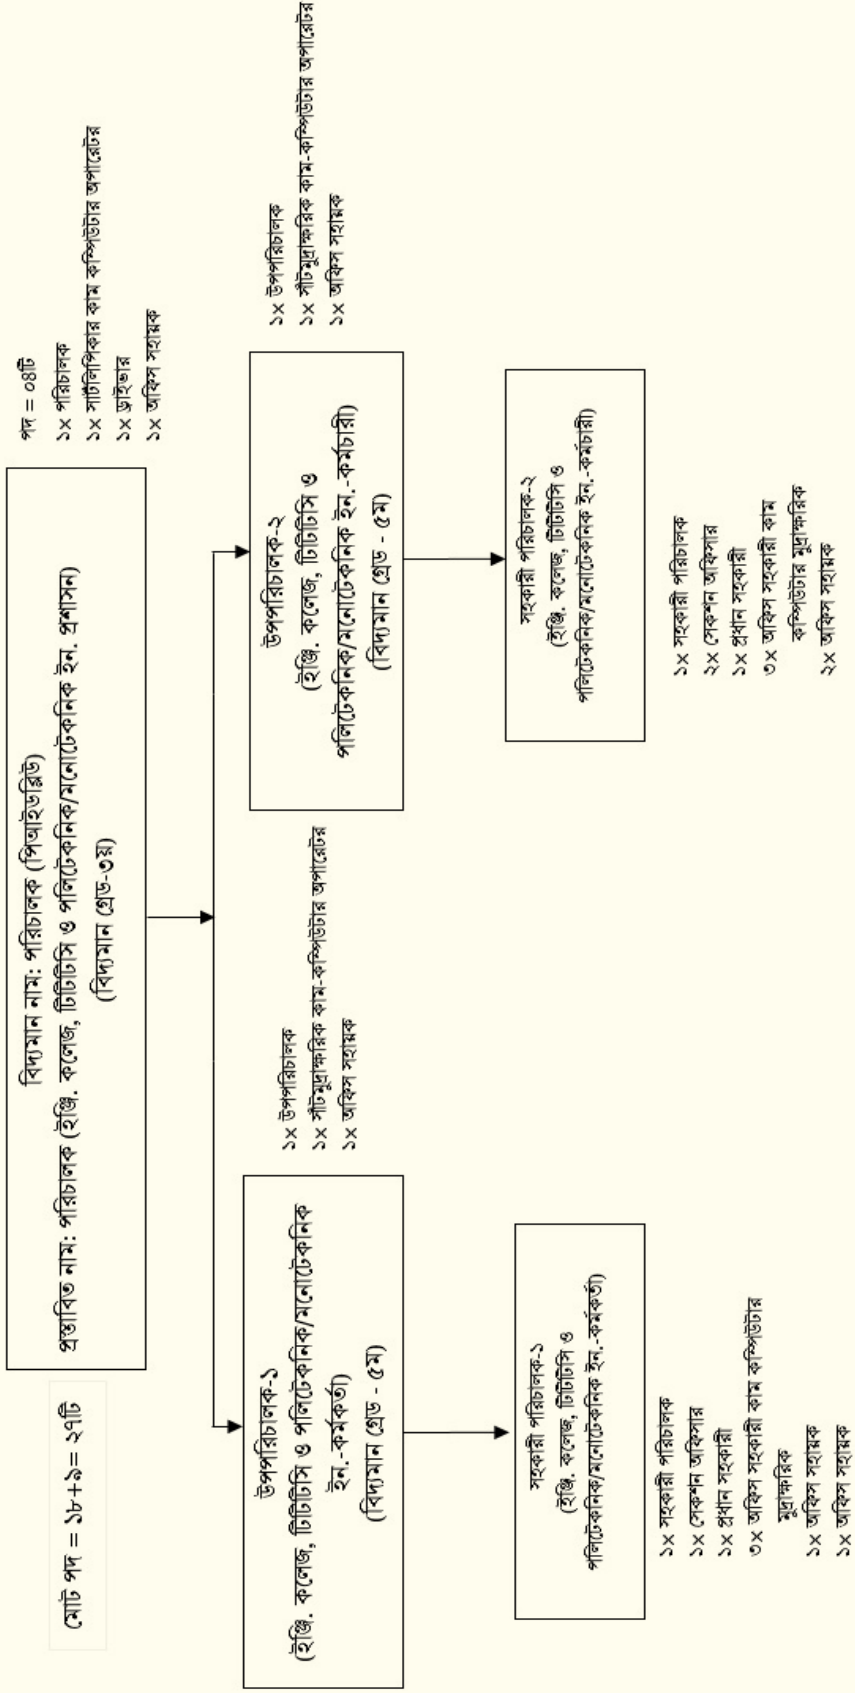 মোট পদ = ১৮+৯= ২৭টি
বিদ্যমান নাম: পরিচালক (পিআইডব্লিউ)
প্রস্তাবিত নাম: পরিচালক (ইঞ্জি. কলেজ, টিটিটিসি ও পলিটেকনিক/মনোটেকনিক ইন. প্রশাসন)
(বিদ্যমান গ্রেড-৩য়)
পদ = ০৪টি
১x পরিচালক
১x সাটলিপিকার কাম কম্পিউটার অপারেটর
১x ড্রাইভার
১x অফিস সহায়ক
উপপরিচালক-১
(ইঞ্জি. কলেজ, টিটিটিসি ও পলিটেকনিক/মনোটেকনিক
ইন.-কর্মকর্তা)
(বিদ্যমান গ্রেড - ৫ম)
১x উপপরিচালক
১x সাঁটমুদ্রাক্ষরিক কাম-কম্পিউটার অপারেটর
১x অফিস সহায়ক
উপপরিচালক-২
(ইঞ্জি. কলেজ, টিটিটিসি ও
পলিটেকনিক/মনোটেকনিক ইন.-কর্মচারী)
(বিদ্যমান গ্রেড - ৫ম)
১x উপপরিচালক
১x সাঁটমুদ্রাক্ষরিক কাম-কম্পিউটার অপারেটর
১x অফিস সহায়ক
সহকারী পরিচালক-১
(ইঞ্জি. কলেজ, টিটিটিসি ও
পলিটেকনিক/মনোটেকনিক ইন.-কর্মকর্তা)
১x সহকারী পরিচালক
১x সেকশন অফিসার
১x প্রধান সহকারী
৩x অফিস সহকারী কাম কম্পিউটার
মুদ্রাক্ষরিক
১x অফিস সহায়ক
১x অফিস সহায়ক
সহকারী পরিচালক-২
(ইঞ্জি. কলেজ, টিটিটিসি ও
পলিটেকনিক/মনোটেকনিক ইন.-কর্মচারী)
১x সহকারী পরিচালক
২x সেকশন অফিসার
১x প্রধান সহকারী
৩x অফিস সহকারী কাম
কম্পিউটার মুদ্রাক্ষরিক
২x অফিস সহায়ক